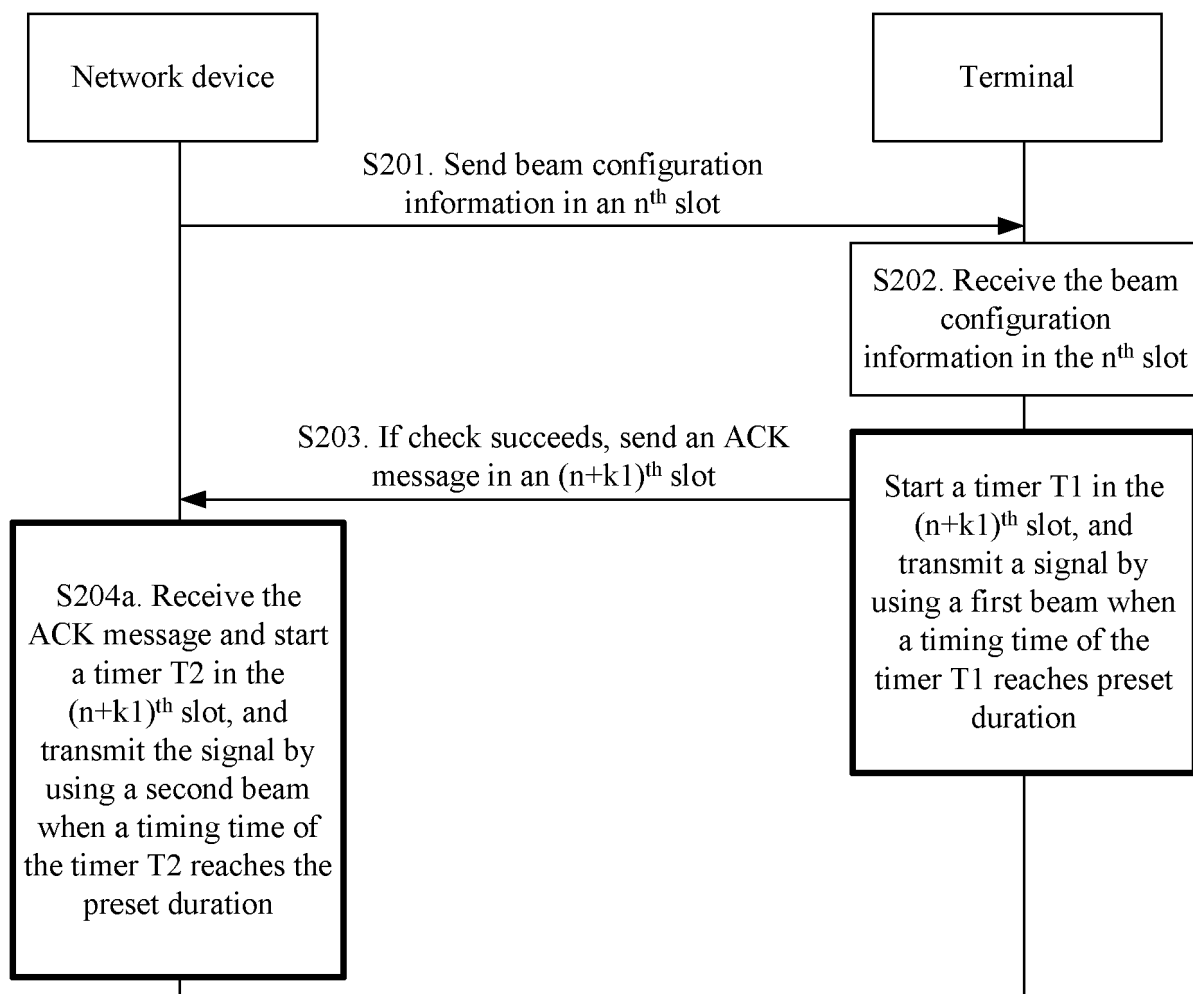 Network device
Terminal
S201. Send beam configuration
information in an nth slot
S202. Receive the beam
configuration
information in the nth slot
S203. If check succeeds, send an ACK
message in an (n+k1)th slot
Start a timer T1 in the
(n+k1)th slot, and
transmit a signal by
using a first beam when
a timing time of the
timer T1 reaches preset
duration
S204a. Receive the
ACK message and start
a timer T2 in the
(n+k1)th slot, and
transmit the signal by
using a second beam
when a timing time of
the timer T2 reaches the
preset duration